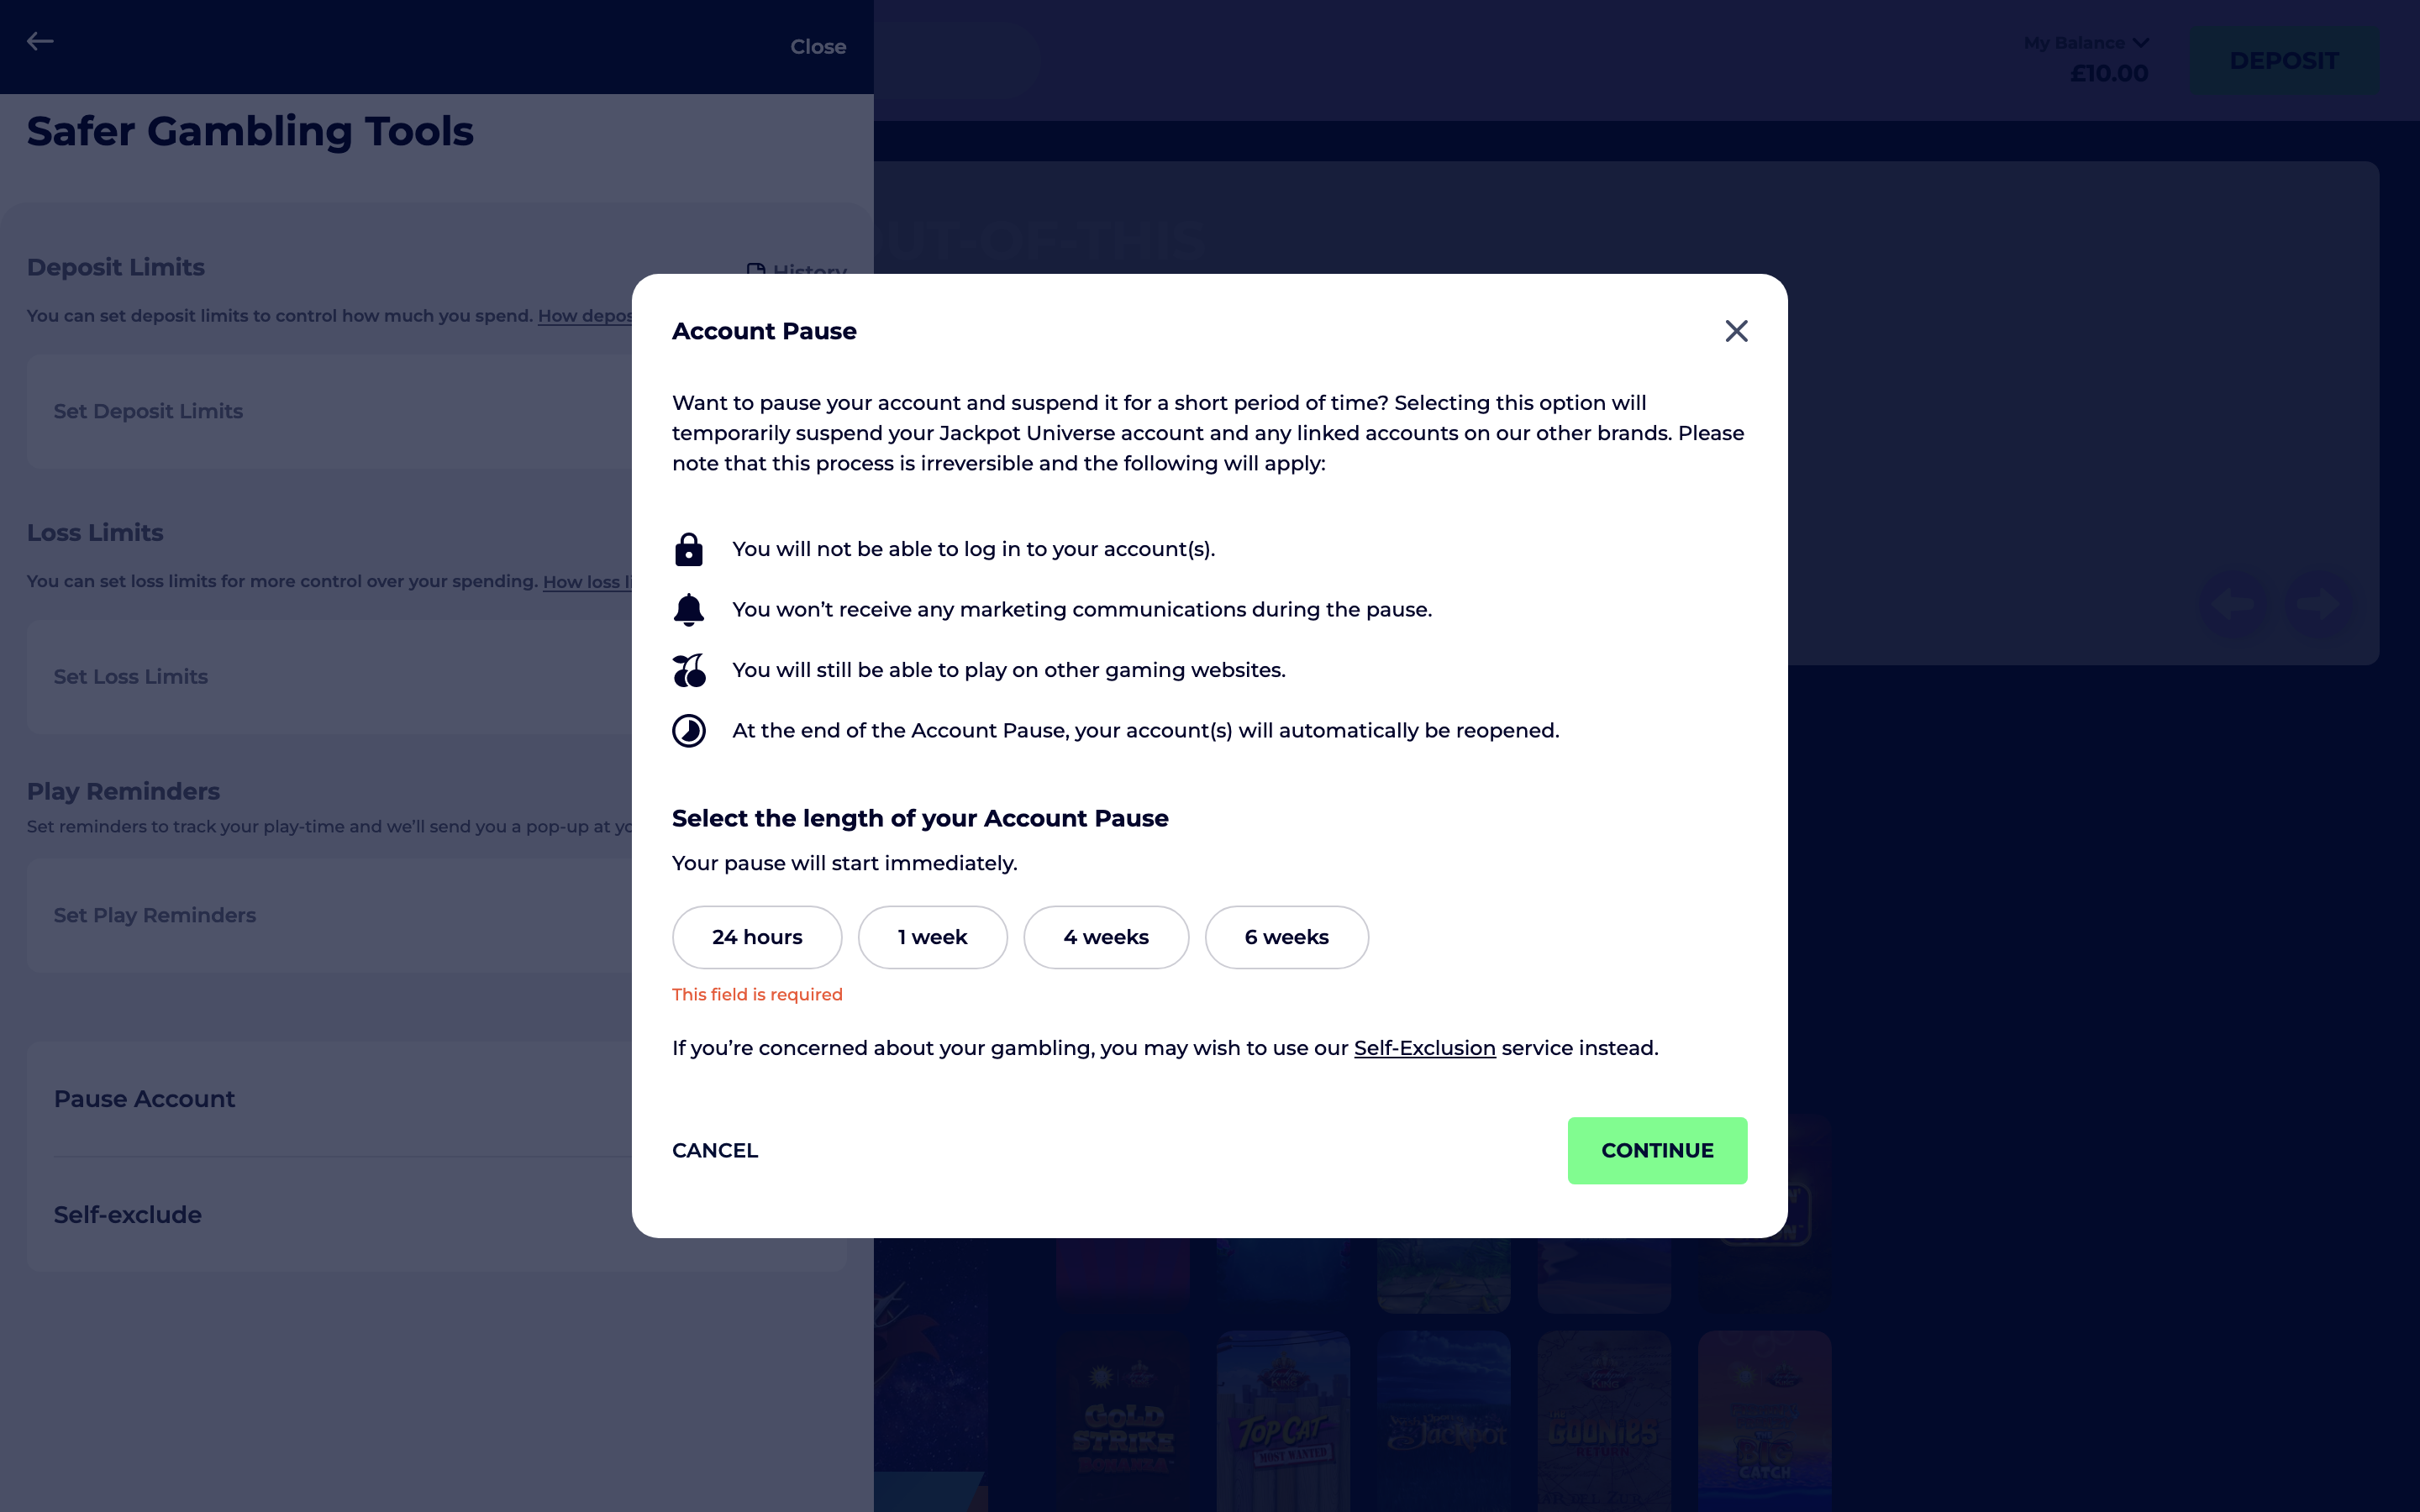 Close
My Balance
£10.00
DEPOSIT
Safer Gambling Tools
UT-OF-THIS
Deposit Limits
History
You can set deposit limits to control how much you spend. How depos
Set Deposit Limits
Loss Limits
You can set loss limits for more control over your spending. How loss li
Set Loss Limits
Play Reminders
Set reminders to track your play-time and we'll send you a pop-up at yo
Set Play Reminders
Pause Account
Self-exclude
Account Pause
Want to pause your account and suspend it for a short period of time? Selecting this option will
temporarily suspend your Jackpot Universe account and any linked accounts on our other brands. Please
note that this process is irreversible and the following will apply:
You will not be able to log in to your account(s).
You won’t receive any marketing communications during the pause.
You will still be able to play on other gaming websites.
At the end of the Account Pause, your account(s) will automatically be reopened.
Select the length of your Account Pause
Your pause will start immediately.
24 hours
1 week
4 weeks
6 weeks
This field is required
If you’re concerned about your gambling, you may wish to use our Self-Exclusion service instead.
CANCEL
CONTINUE
GOLD
STRIKE
BONANZA
TOP CAT
MOST WANTED
Jackpot
THE
GOONIES
RETURN
BIG
CATCH